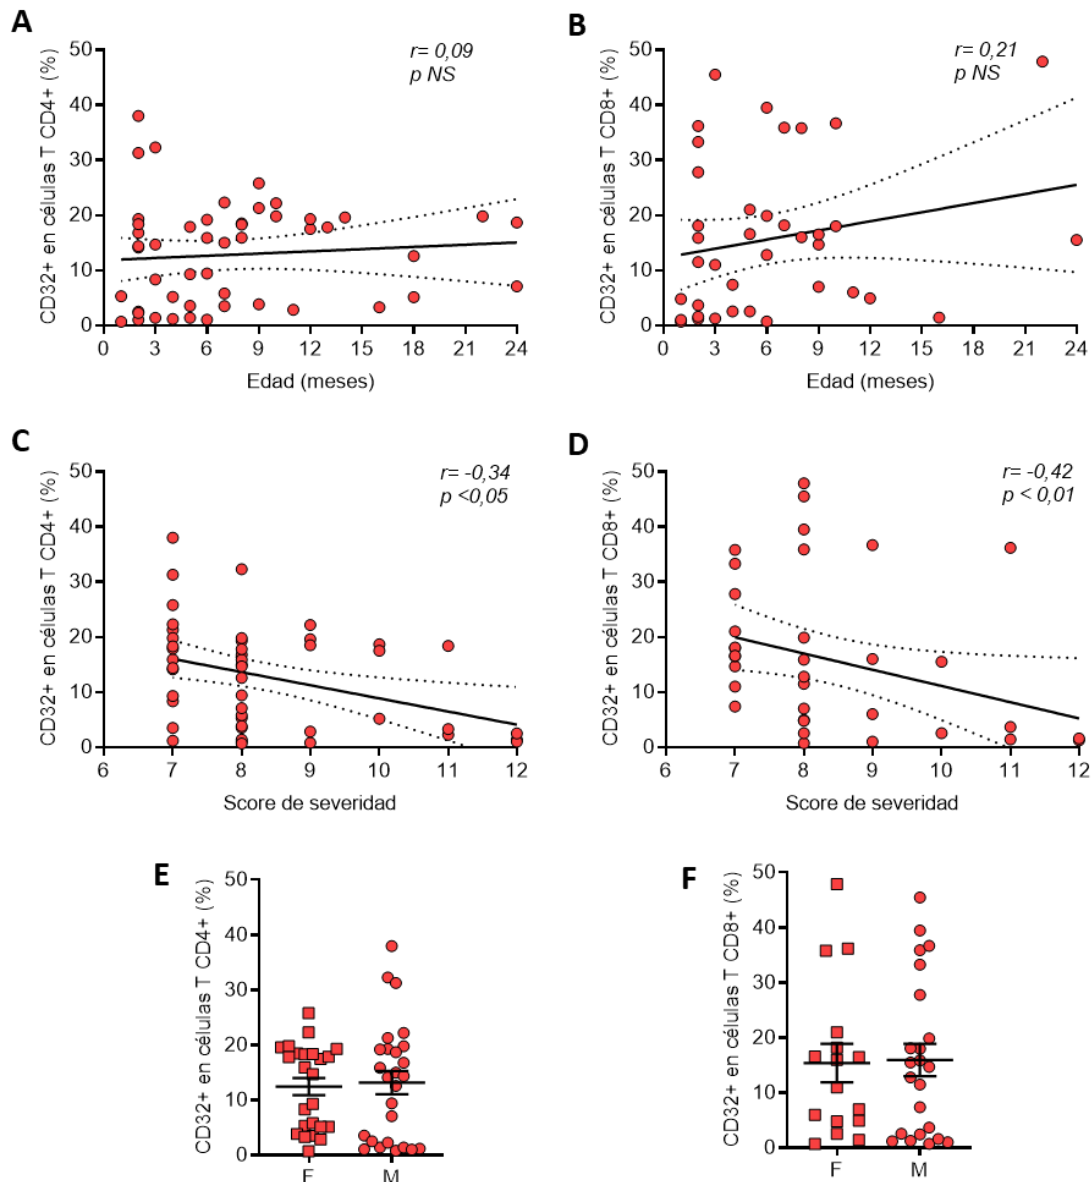 A
r= 0,09
p NS
CD32+ en células T CD4+ (%)
50
40
30
20
10
0
0 3 6 9 12 15 18 21 24
Edad (meses)
B
r= 0,21
p NS
CD32+ en células T CD8+ (%)
50
40
30
20
10
0
0 3 6 9 12 15 18 21 24
Edad (meses)
C
r= -0,34
p <0,05
CD32+ en células T CD4+ (%)
50
40
30
20
10
0
6 7 8 9 10 11 12
Score de severidad
D
r= -0,42
p < 0,01
CD32+ en células T CD8+ (%)
50
40
30
20
10
0
6 7 8 9 10 11 12
Score de severidad
E
CD32+ en células T CD4+ (%)
50
40
30
20
10
0
F M
F
CD32+ en células T CD8+ (%)
50
40
30
20
10
0
F M